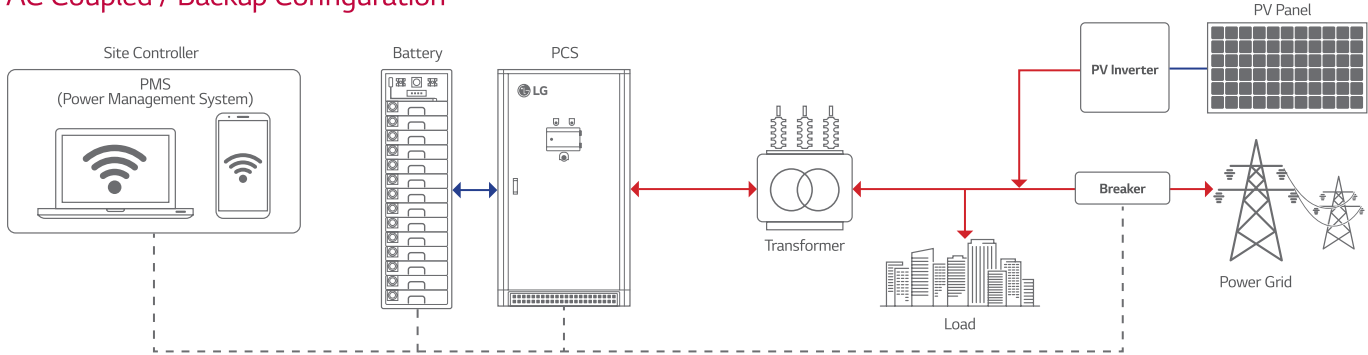 AC Coupled / Backup Configuration
Site Controller
PMS
(Power Management System)
Battery
PCS
LG
Transformer
Load
PV Panel
PV Inverter
Breaker
Power Grid